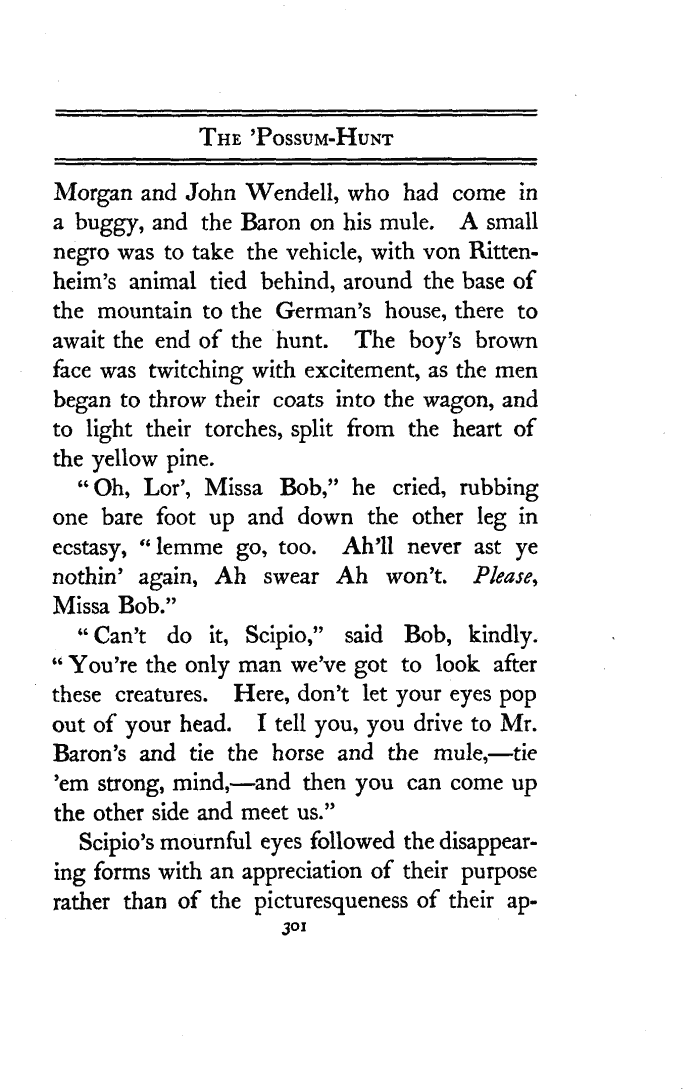 The 'Possum-Hunt
Morgan and John Wendell, who had come in
a buggy, and the Baron on his mule. A small
negro was to take the vehicle, with von Ritten-
heim's animal tied behind, around the base of
the mountain to the German's house, there to
await the end of the hunt. The boy's brown
face was twitching with excitement, as the men
began to throw their coats into the wagon, and
to light their torches, split from the heart of
the yellow pine.
"Oh, Lor', Missa Bob," he cried, rubbing
one bare foot up and down the other leg in
ecstasy, "lemme go, too. Ah'll never ast ye
nothin' again, Ah swear Ah won't. Please,
Missa Bob."
"Can't do it, Scipio," said Bob, kindly.
"You're the only man we've got to look after
these creatures. Here, don't let your eyes pop
out of your head. I tell you, you drive to Mr.
Baron's and tie the horse and the mule,—tie
'em strong, mind,—and then you can come up
the other side and meet us."
Scipio's mournful eyes followed the disappear-
ing forms with an appreciation of their purpose
rather than of the picturesqueness of their ap-
301